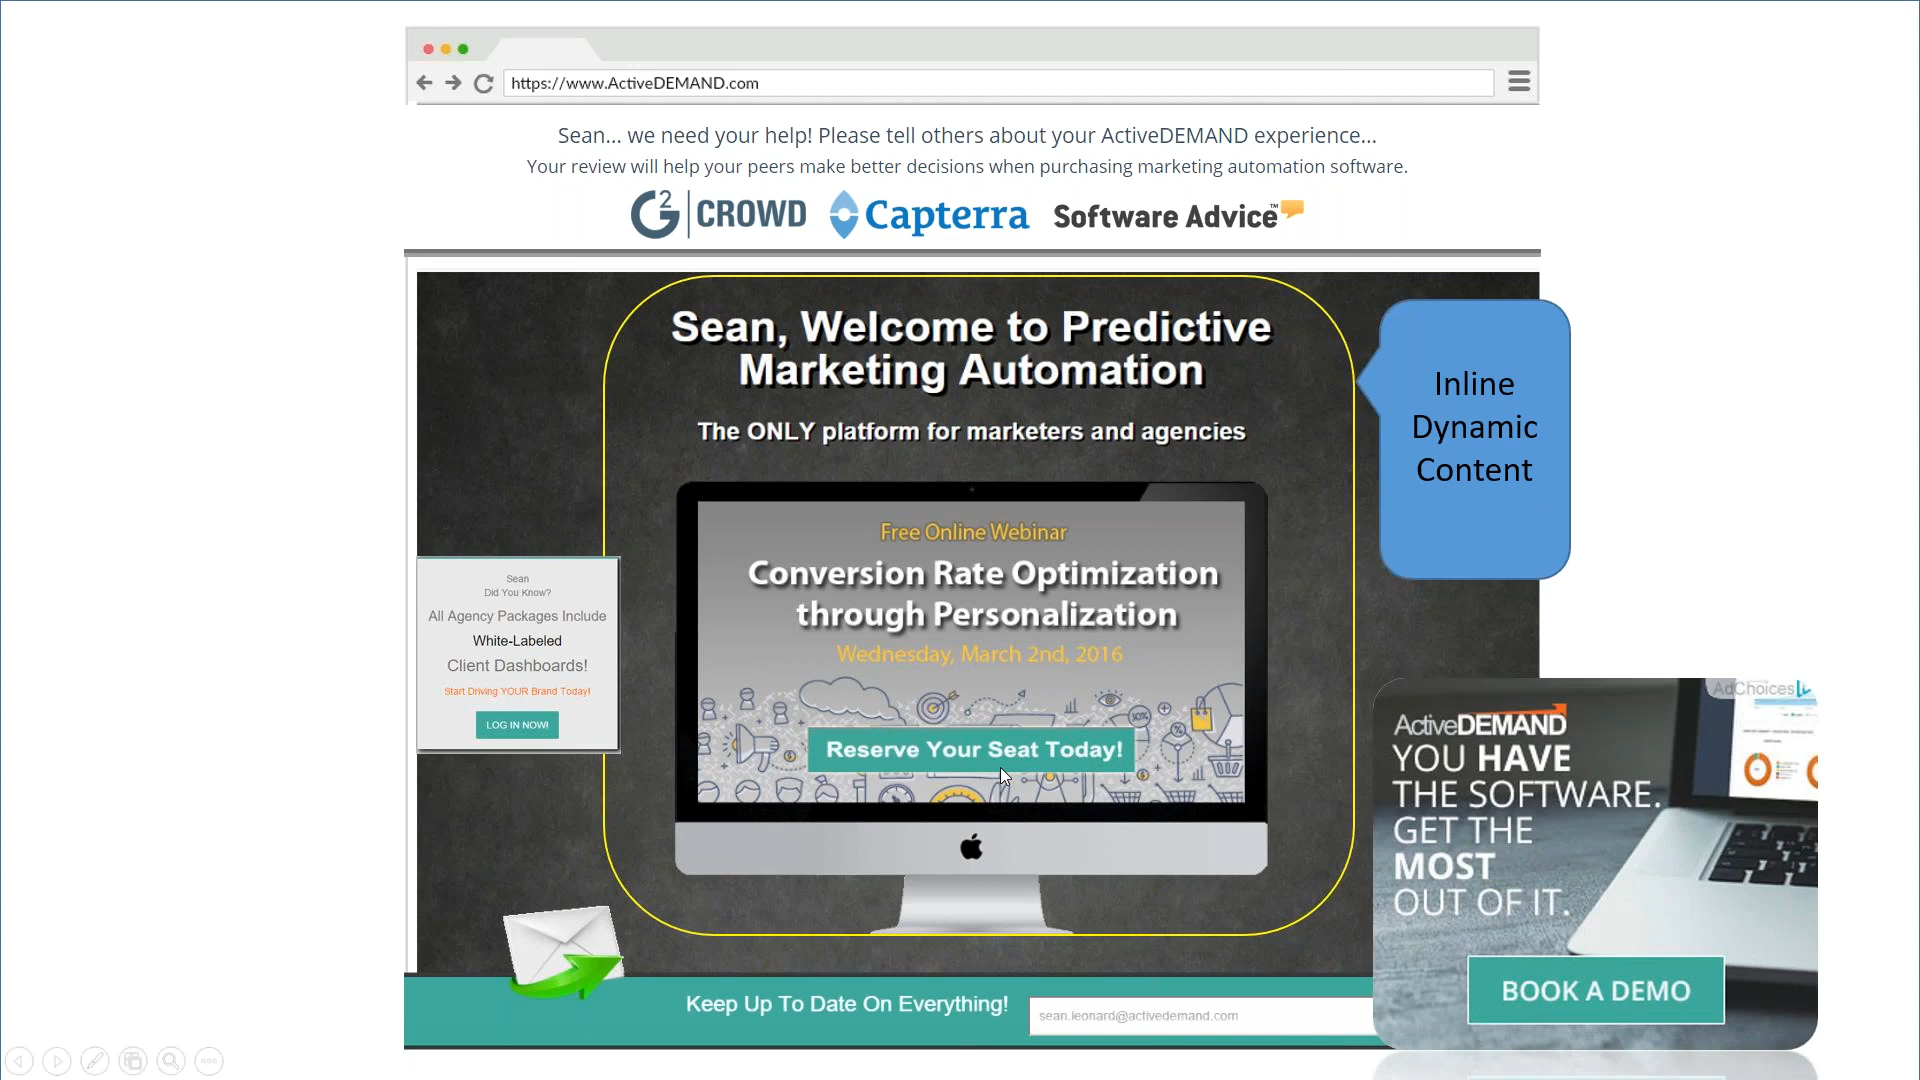 https://www.ActiveDEMAND.com
Sean... we need your help! Please tell others about your ActiveDEMAND experience...
Your review will help your peers make better decisions when purchasing marketing automation software.
G2 CROWD Capterra Software Advice™
Sean, Welcome to Predictive
Marketing Automation
The ONLY platform for marketers and agencies
Inline
Dynamic
Content
Free Online Webinar
Conversion Rate Optimization
through Personalization
Wednesday, March 2nd, 2016
30%
%
Reserve Your Seat Today!
Sean
Did You Know?
All Agency Packages Include
White-Labeled
Client Dashboards!
Start Driving YOUR Brand Today!
LOG IN NOW!
AdChoices
ActiveDEMAND
YOU HAVE
THE SOFTWARE.
GET THE
MOST
OUT OF IT.
BOOK A DEMO
Keep Up To Date On Everything!
sean.leonard@activedemand.com